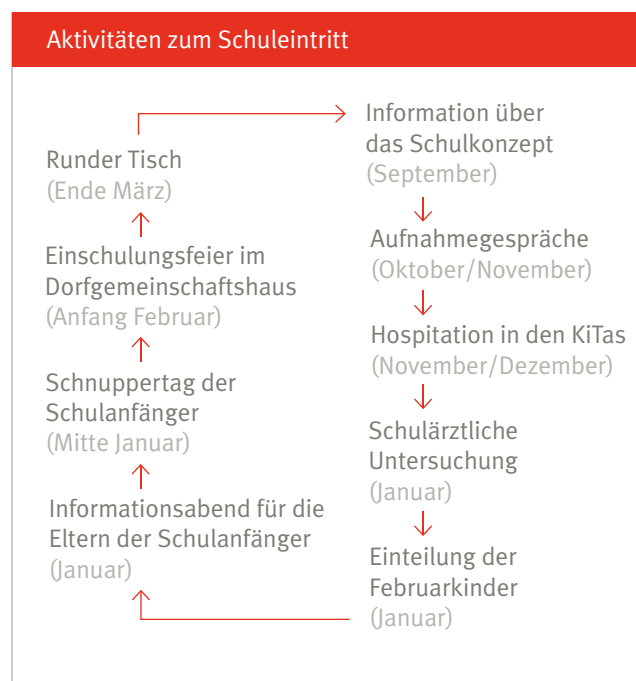 Aktivitäten zum Schuleintritt
Information über
das Schulkonzept
(September)
Aufnahmegespräche
(Oktober/November)
Hospitation in den KiTas
(November/Dezember)
Schulärztliche
Untersuchung
(Januar)
Einteilung der
Februarkinder
(Januar)
Informationsabend für die
Eltern der Schulanfänger
(Januar)
Schnuppertag der
Schulanfänger
(Mitte Januar)
Einschulungsfeier im
Dorfgemeinschaftshaus
(Anfang Februar)
Runder Tisch
(Ende März)